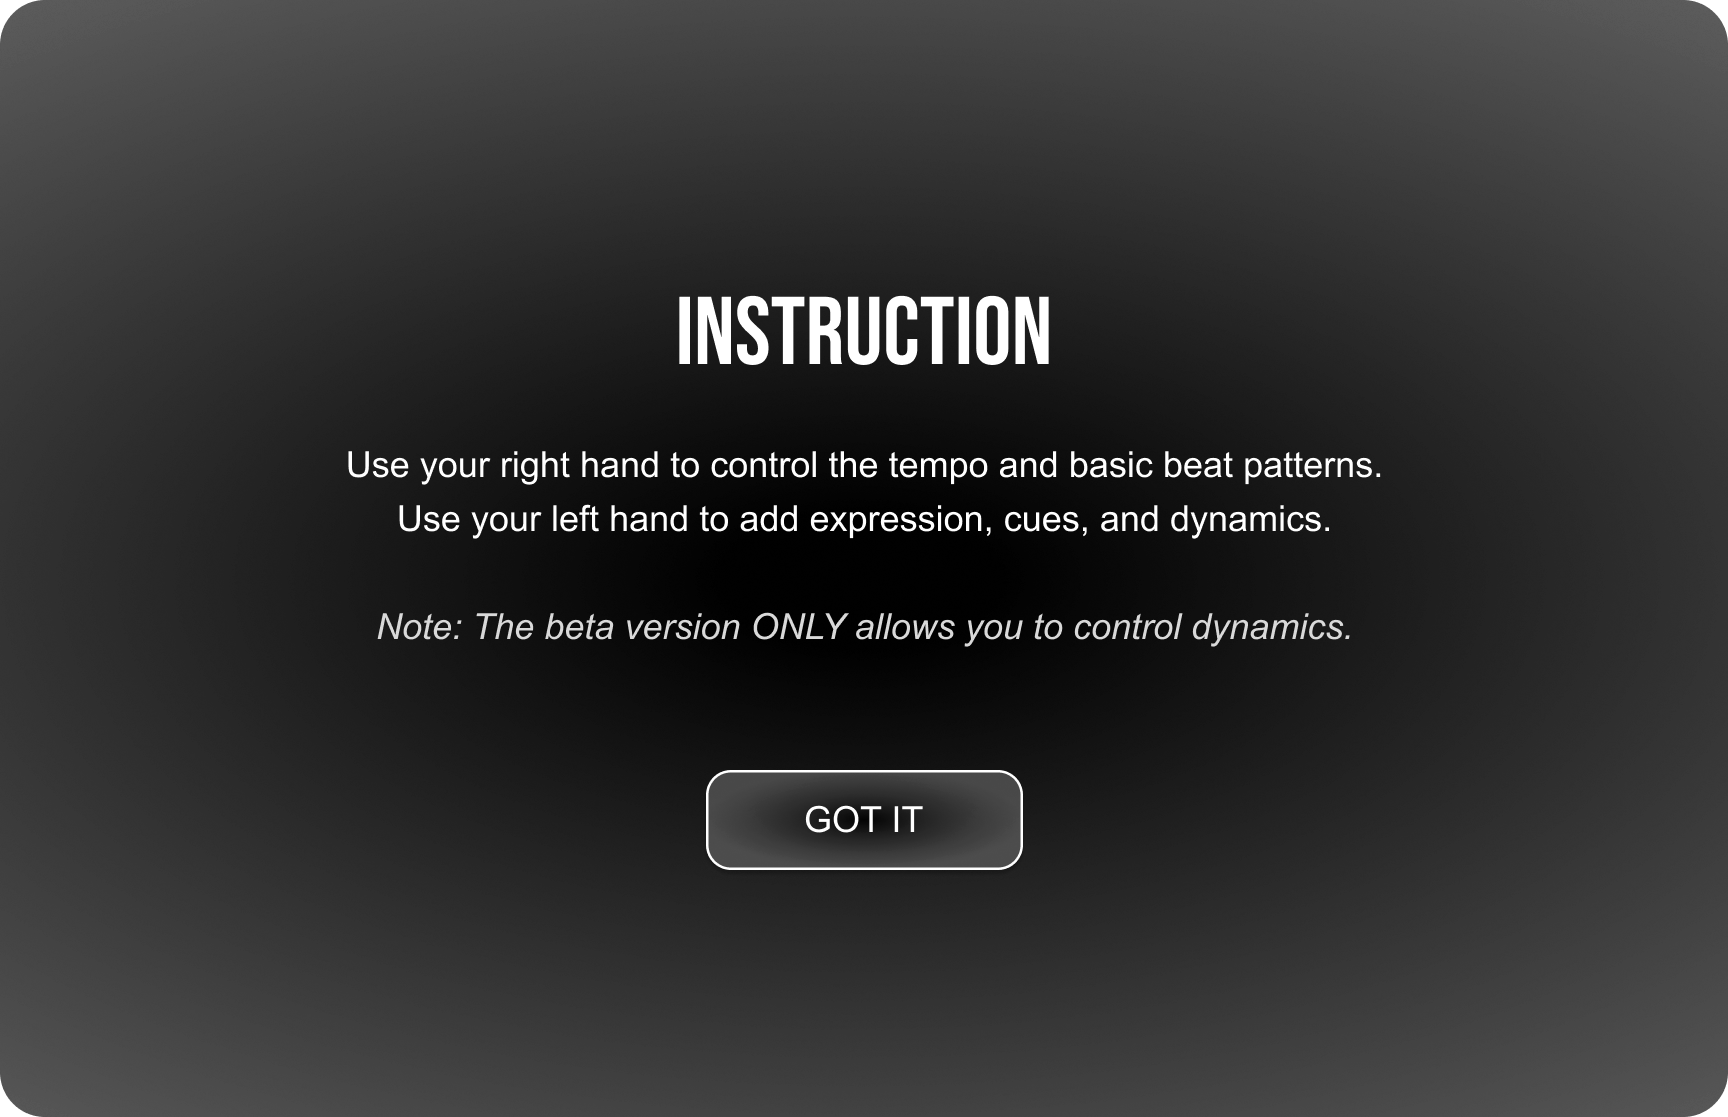 INSTRUCTION
Use your right hand to control the tempo and basic beat patterns.
Use your left hand to add expression, cues, and dynamics.
Note: The beta version ONLY allows you to control dynamics.
GOT IT